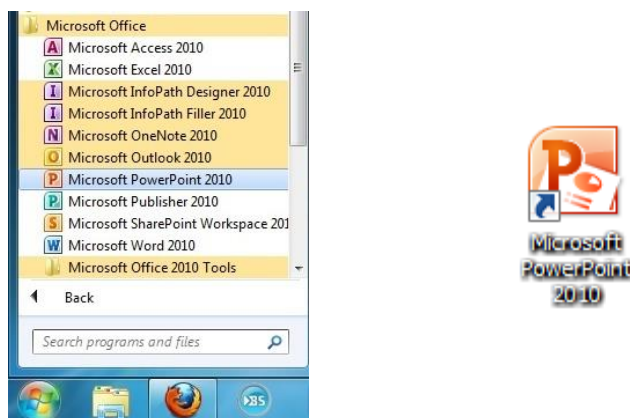 Microsoft Office
Microsoft Access 2010
Microsoft Excel 2010
Microsoft InfoPath Designer 2010
Microsoft InfoPath Filler 2010
Microsoft OneNote 2010
Microsoft Outlook 2010
Microsoft PowerPoint 2010
Microsoft Publisher 2010
Microsoft SharePoint Workspace 201
Microsoft Word 2010
Microsoft Office 2010 Tools
Back
Search programs and files
BS
Microsoft
PowerPoint
2010